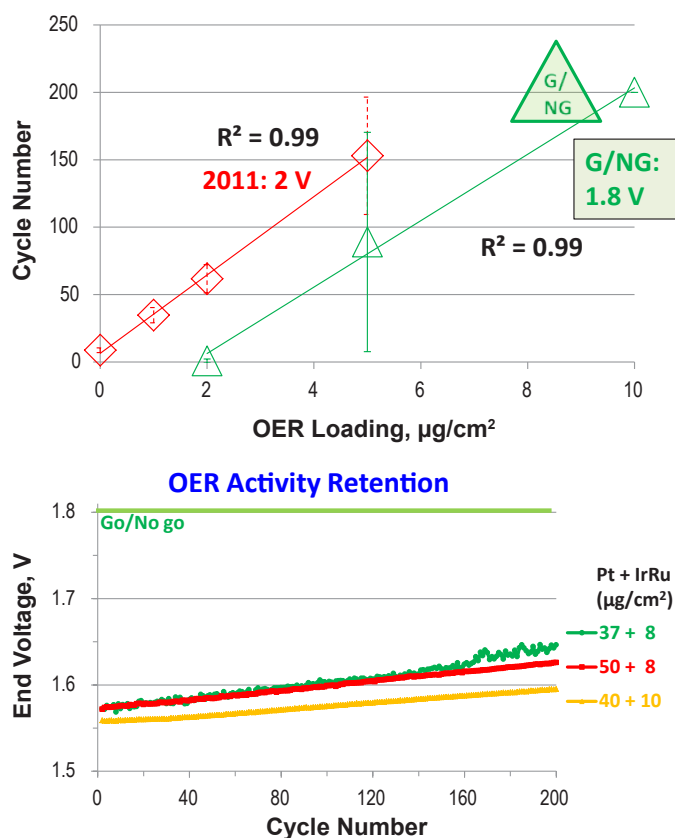 250
200
150
100
50
0
Cycle Number
R² = 0.99
2011: 2 V
G/
NG
G/NG:
1.8 V
R² = 0.99
0 2 4 6 8 10
OER Loading, µg/cm²
OER Activity Retention
1.8
1.7
1.6
1.5
End Voltage, V
Go/No go
Pt + IrRu
(µg/cm²)
37 + 8
50 + 8
40 + 10
0 40 80 120 160 200
Cycle Number